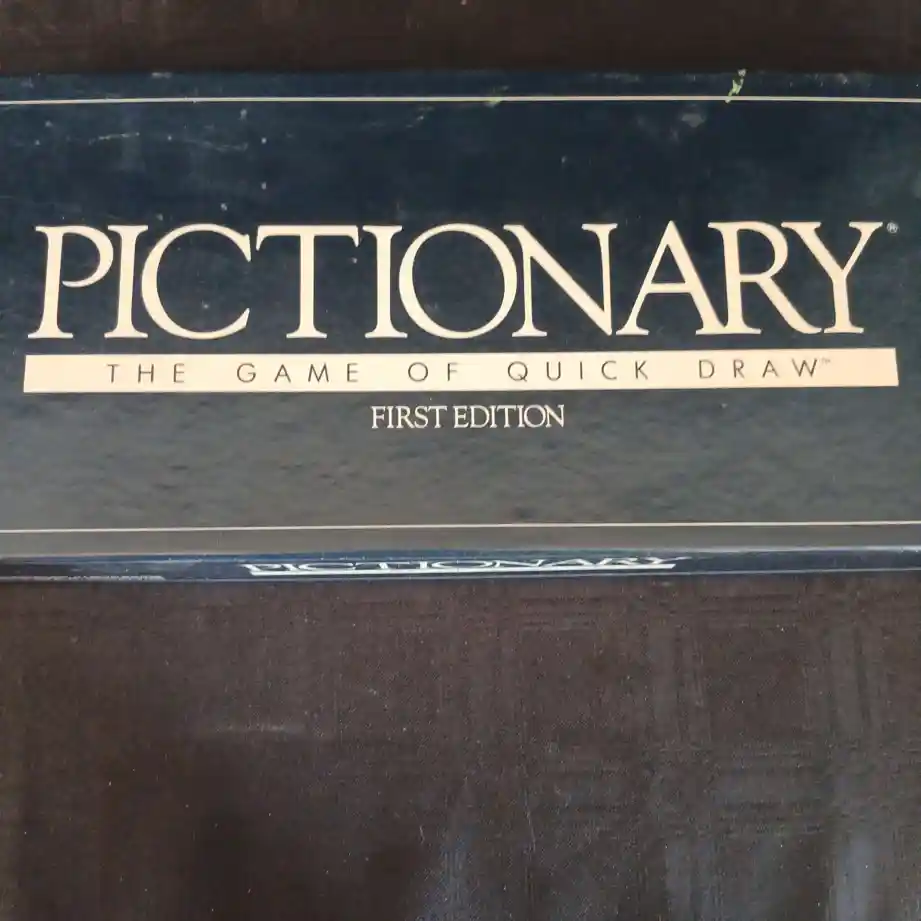 PICTIONARY®
THE GAME OF QUICK DRAW™
FIRST EDITION
PICTIONARY